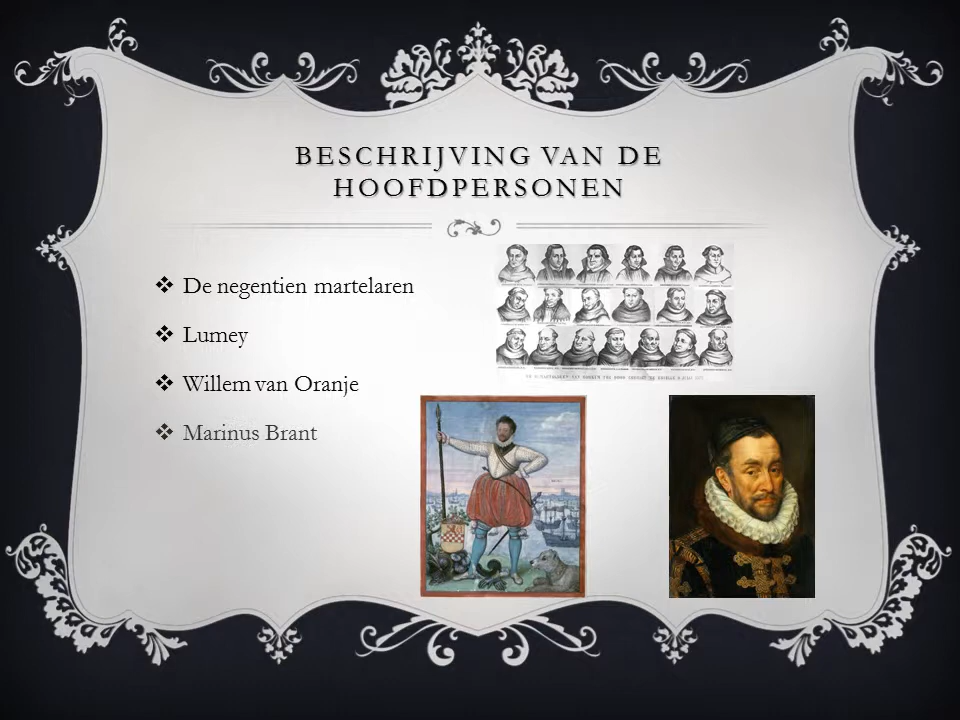 BESCHRIJVING VAN DE
HOOFDPERSONEN
❖ De negentien martelaren
❖ Lumey
❖ Willem van Oranje
❖ Marinus Brant